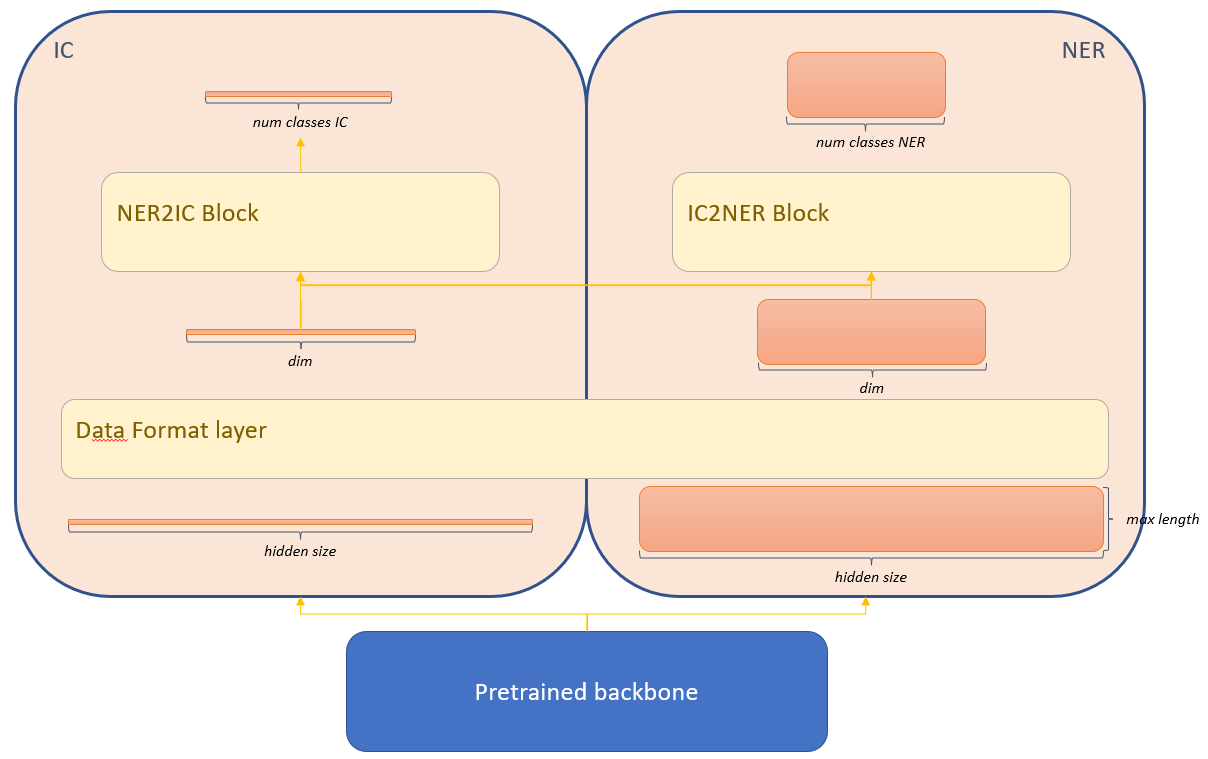 IC
NER
num classes IC
num classes NER
NER2IC Block
IC2NER Block
dim
dim
Data Format layer
hidden size
max length
hidden size
Pretrained backbone